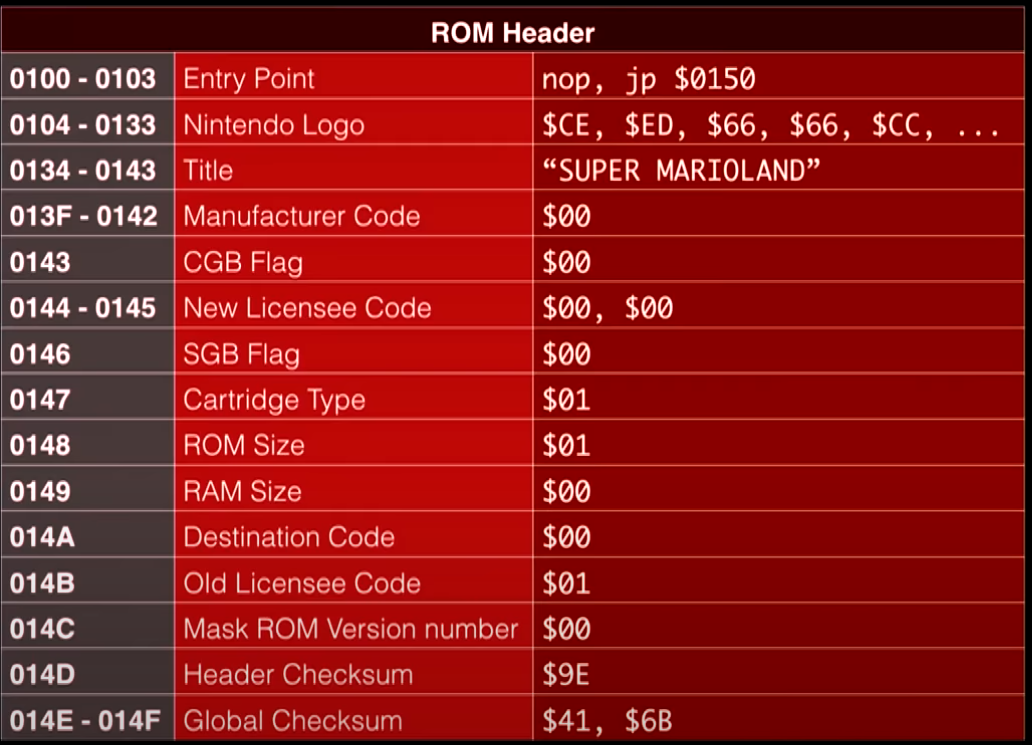 ROM Header
0100 - 0103 Entry Point nop, jp $0150
0104 - 0133 Nintendo Logo $CE, $ED, $66, $66, $CC, ...
0134 - 0143 Title “SUPER MARIOLAND”
013F - 0142 Manufacturer Code $00
0143 CGB Flag $00
0144 - 0145 New Licensee Code $00, $00
0146 SGB Flag $00
0147 Cartridge Type $01
0148 ROM Size $01
0149 RAM Size $00
014A Destination Code $00
014B Old Licensee Code $01
014C Mask ROM Version number $00
014D Header Checksum $9E
014E - 014F Global Checksum $41, $6B